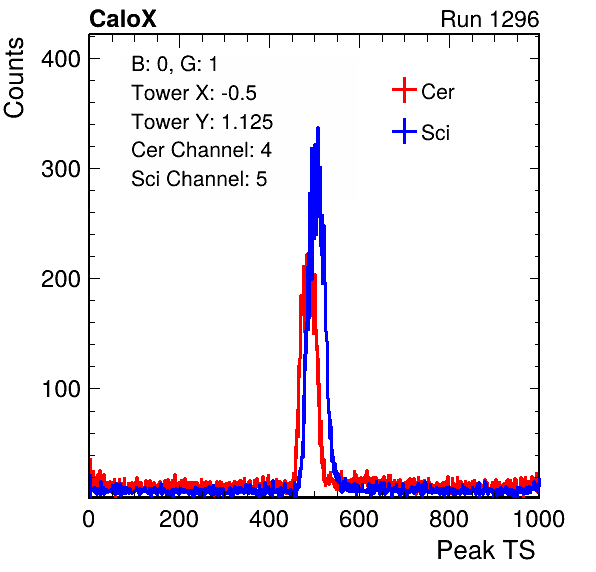 CaloX Run 1296
Counts
400
300
200
100
B: 0, G: 1
Tower X: -0.5
Tower Y: 1.125
Cer Channel: 4
Sci Channel: 5
Cer
Sci
0 200 400 600 800 1000
Peak TS